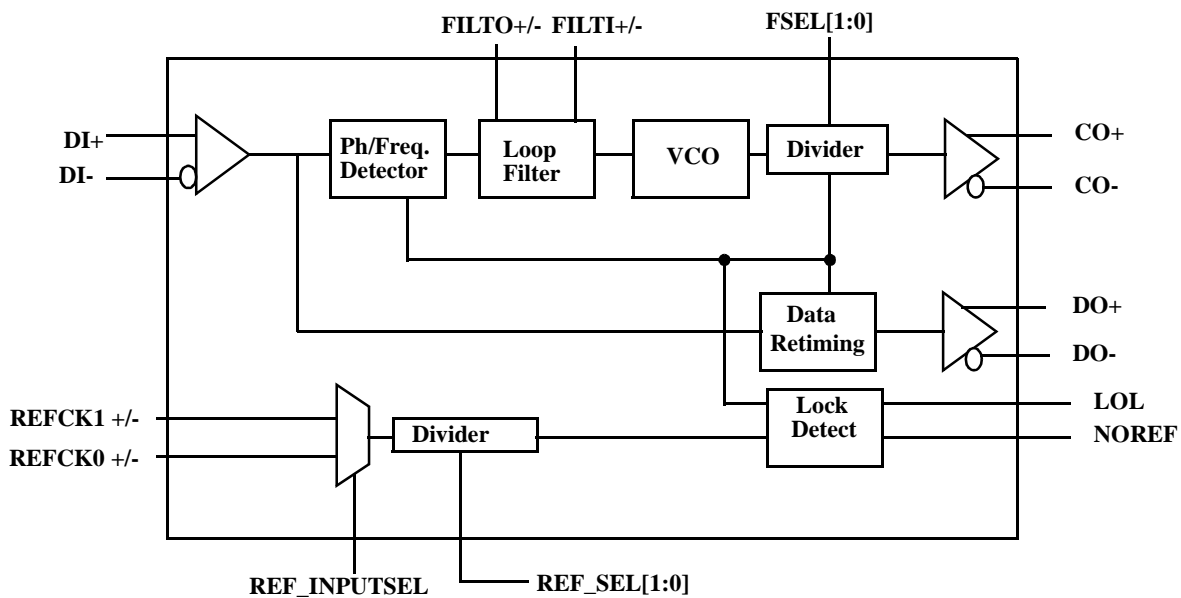 FILTO+/- FILTI+/-
FSEL[1:0]
DI+
DI-
Ph/Freq.
Detector
Loop
Filter
VCO
Divider
CO+
CO-
Data
Retiming
DO+
DO-
REFCK1 +/-
REFCK0 +/-
Divider
Lock
Detect
LOL
NOREF
REF_INPUTSEL
REF_SEL[1:0]